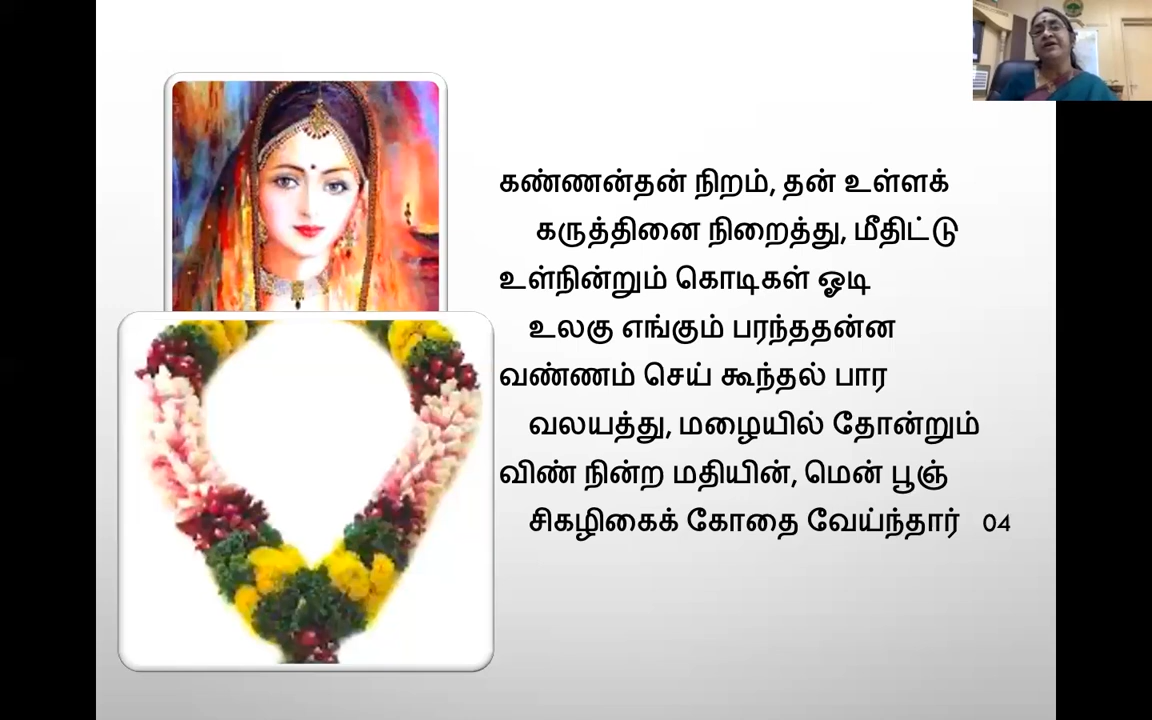 கண்ணன்தன் நிறம், தன் உள்ளக்
கருத்தினை நிறைத்து, மீதிட்டு
உள்நின்றும் கொடிகள் ஓடி
உலகு எங்கும் பரந்ததன்ன
வண்ணம் செய் கூந்தல் பார
வலயத்து, மழையில் தோன்றும்
விண் நின்ற மதியின், மென் பூஞ்
சிகழிகைக் கோதை வேய்ந்தார் 04